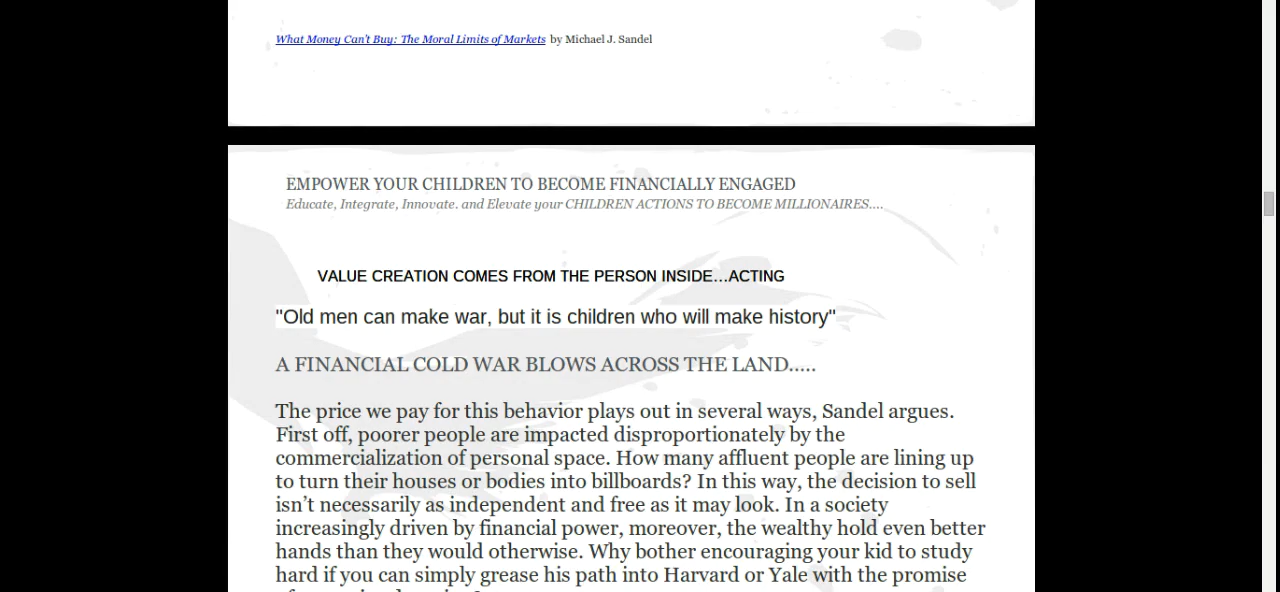 What Money Can't Buy: The Moral Limits of Markets by Michael J. Sandel
EMPOWER YOUR CHILDREN TO BECOME FINANCIALLY ENGAGED
Educate, Integrate, Innovate. and Elevate your CHILDREN ACTIONS TO BECOME MILLIONAIRES....
VALUE CREATION COMES FROM THE PERSON INSIDE…ACTING
"Old men can make war, but it is children who will make history"
A FINANCIAL COLD WAR BLOWS ACROSS THE LAND.....
The price we pay for this behavior plays out in several ways, Sandel argues.
First off, poorer people are impacted disproportionately by the
commercialization of personal space. How many affluent people are lining up
to turn their houses or bodies into billboards? In this way, the decision to sell
isn't necessarily as independent and free as it may look. In a society
increasingly driven by financial power, moreover, the wealthy hold even better
hands than they would otherwise. Why bother encouraging your kid to study
hard if you can simply grease his path into Harvard or Yale with the promise